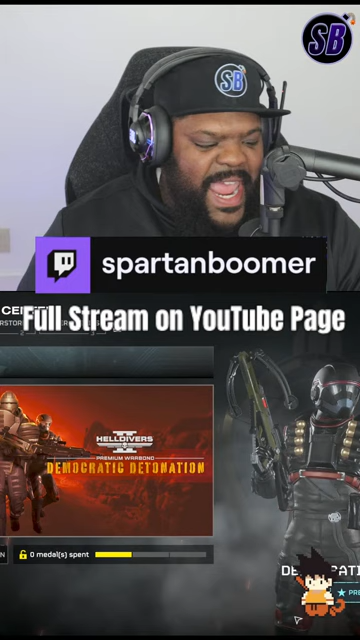 SB
SB
spartanboomer
Full Stream on YouTube Page
HELLDIVERS
II
PREMIUM WARBOND
DEMOCRATIC DETONATION
0 medal(s) spent